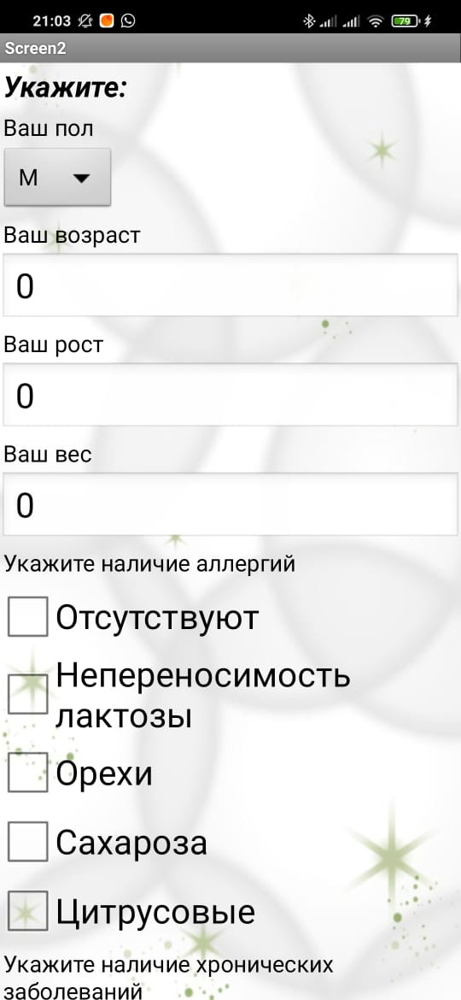 21:03
79
Screen2
Укажите:
Ваш пол
М
Ваш возраст
0
Ваш рост
0
Ваш вес
0
Укажите наличие аллергий
Отсутствуют
Непереносимость
лактозы
Орехи
Сахароза
Цитрусовые
Укажите наличие хронических
заболеваний